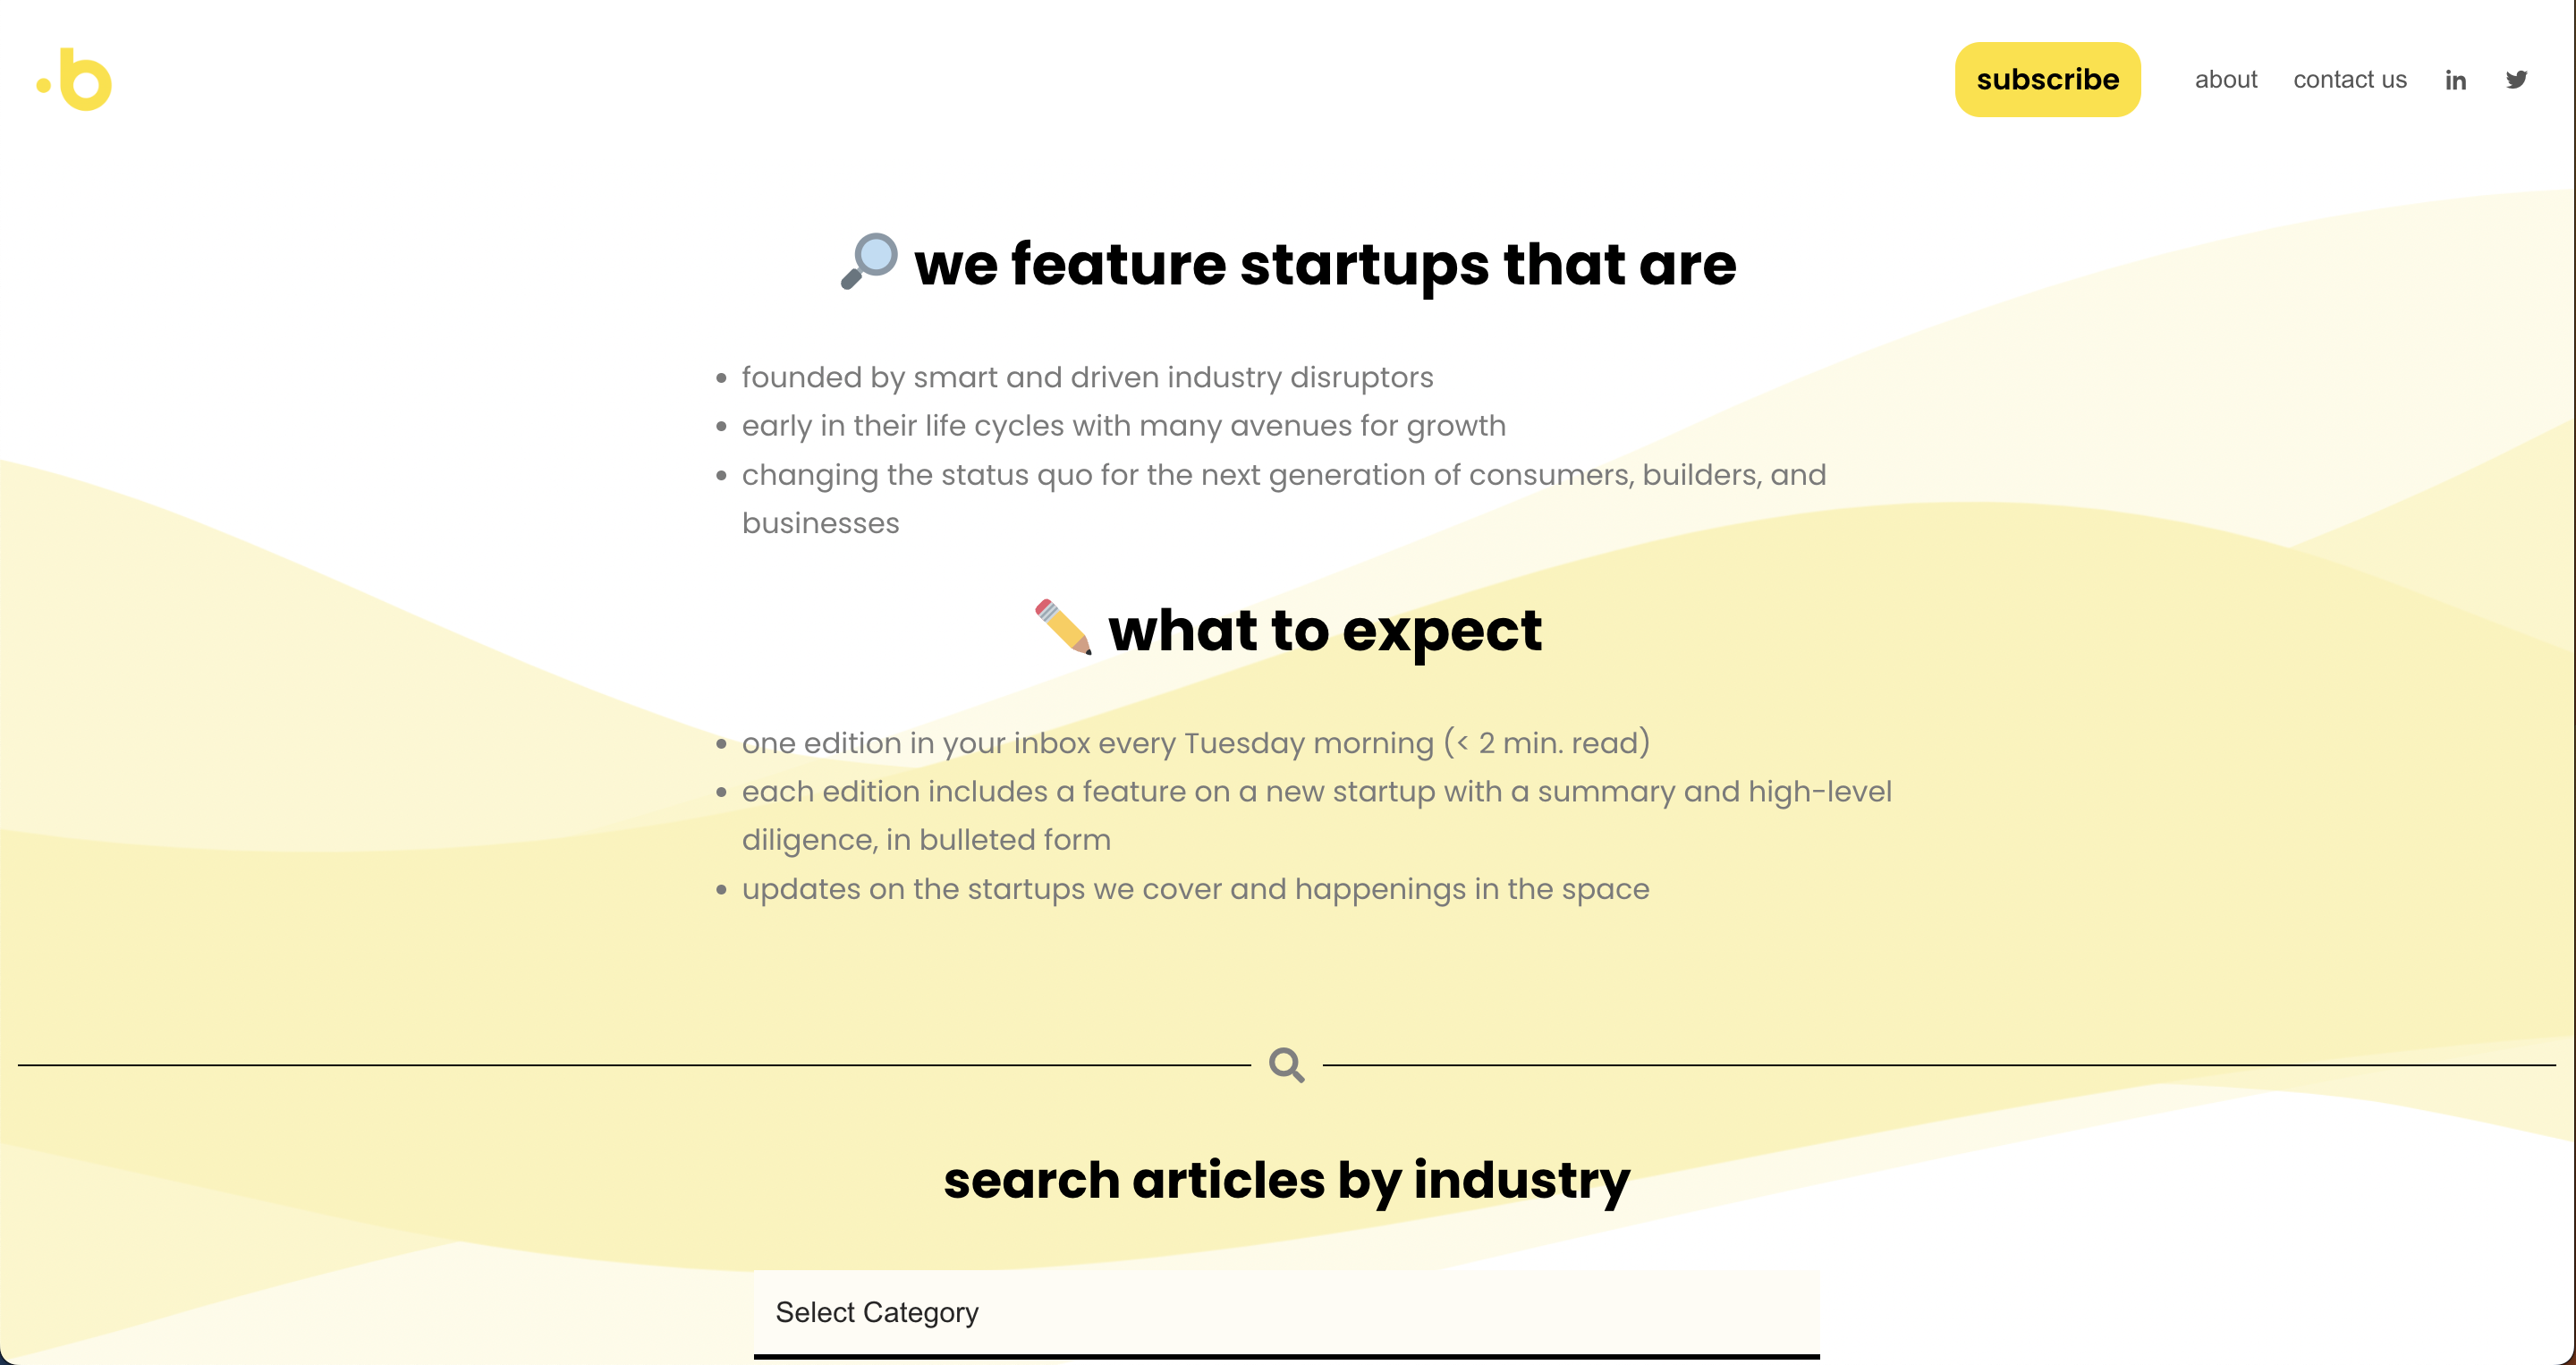 b
subscribe
about
contact us
in
we feature startups that are
founded by smart and driven industry disruptors
early in their life cycles with many avenues for growth
changing the status quo for the next generation of consumers, builders, and
businesses
what to expect
one edition in your inbox every Tuesday morning (< 2 min. read)
each edition includes a feature on a new startup with a summary and high-level
diligence, in bulleted form
updates on the startups we cover and happenings in the space
search articles by industry
Select Category